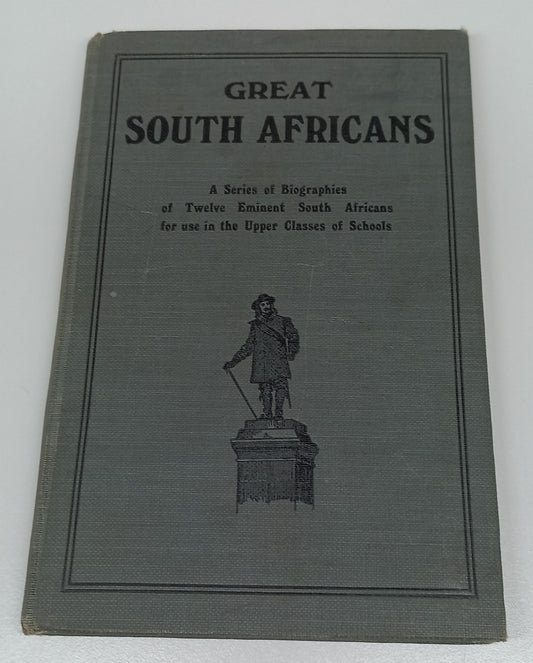 GREAT
SOUTH AFRICANS
A Series of Biographies
of Twelve Eminent South Africans
for use in the Upper Classes of Schools